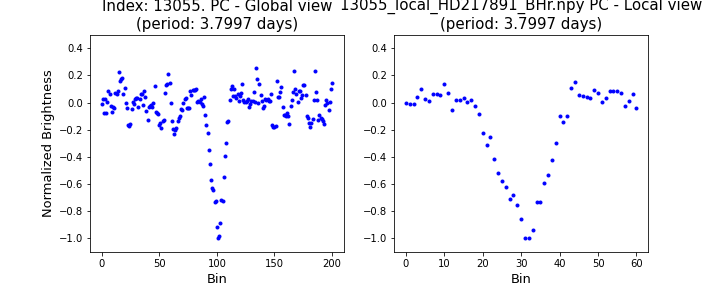 Index: 13055. PC - Global view
(period: 3.7997 days)
13055_local_HD217891_BHr.npy PC - Local view
(period: 3.7997 days)
Normalized Brightness
0.4
0.2
0.0
−0.2
−0.4
−0.6
−0.8
−1.0
0 50 100 150 200
Bin
0.4
0.2
0.0
−0.2
−0.4
−0.6
−0.8
−1.0
0 10 20 30 40 50 60
Bin